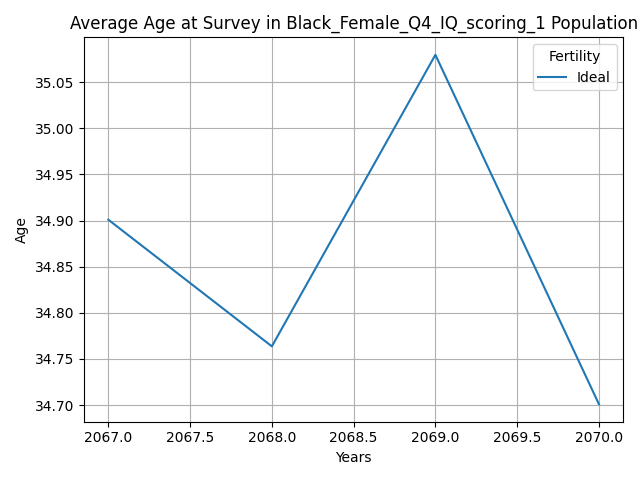 Average Age at Survey in Black_Female_Q4_IQ_scoring_1 Population
Fertility
Ideal
35.05
35.00
34.95
34.90
34.85
34.80
34.75
34.70
Age
2067.0 2067.5 2068.0 2068.5 2069.0 2069.5 2070.0
Years